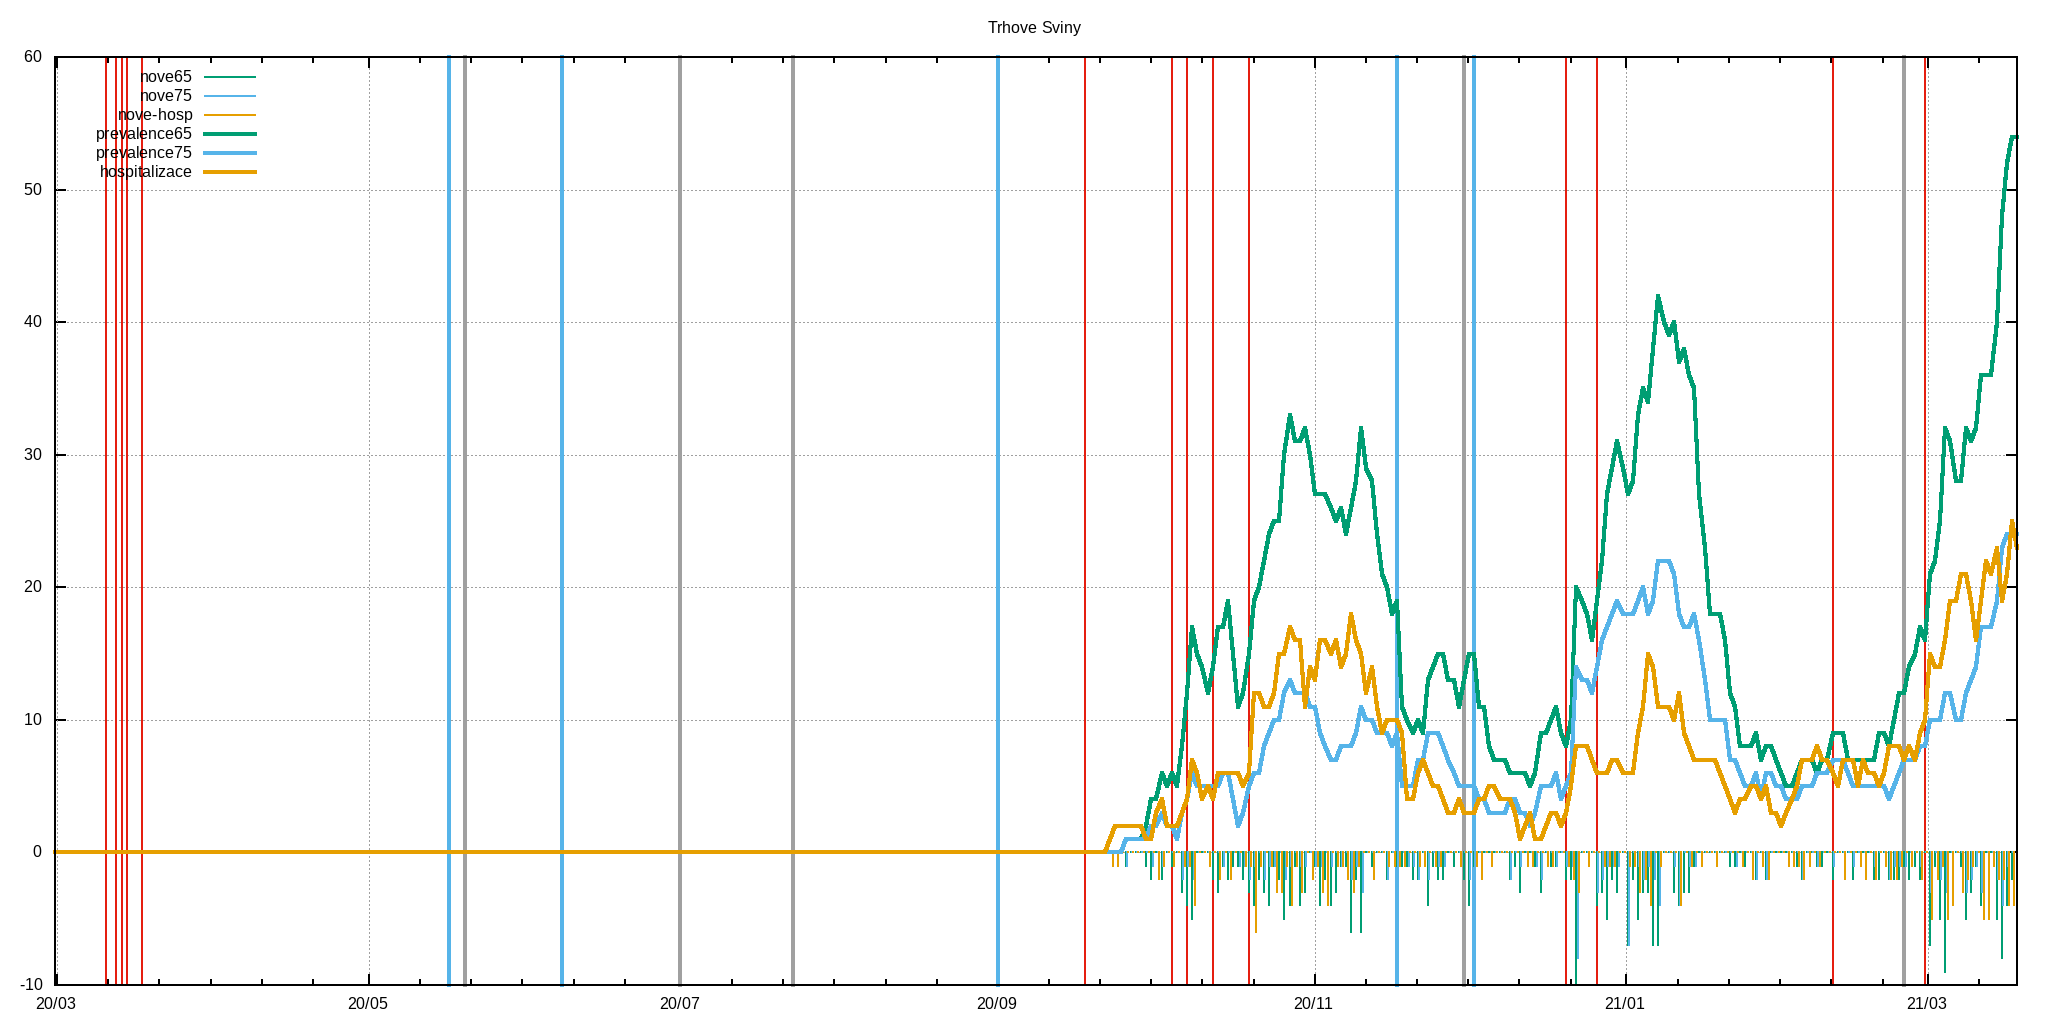 Trhove Sviny
60
50
40
30
20
10
0
-10
nove65
nove75
nove-hosp
prevalence65
prevalence75
hospitalizace
20/03 20/05 20/07 20/09 20/11 21/01 21/03